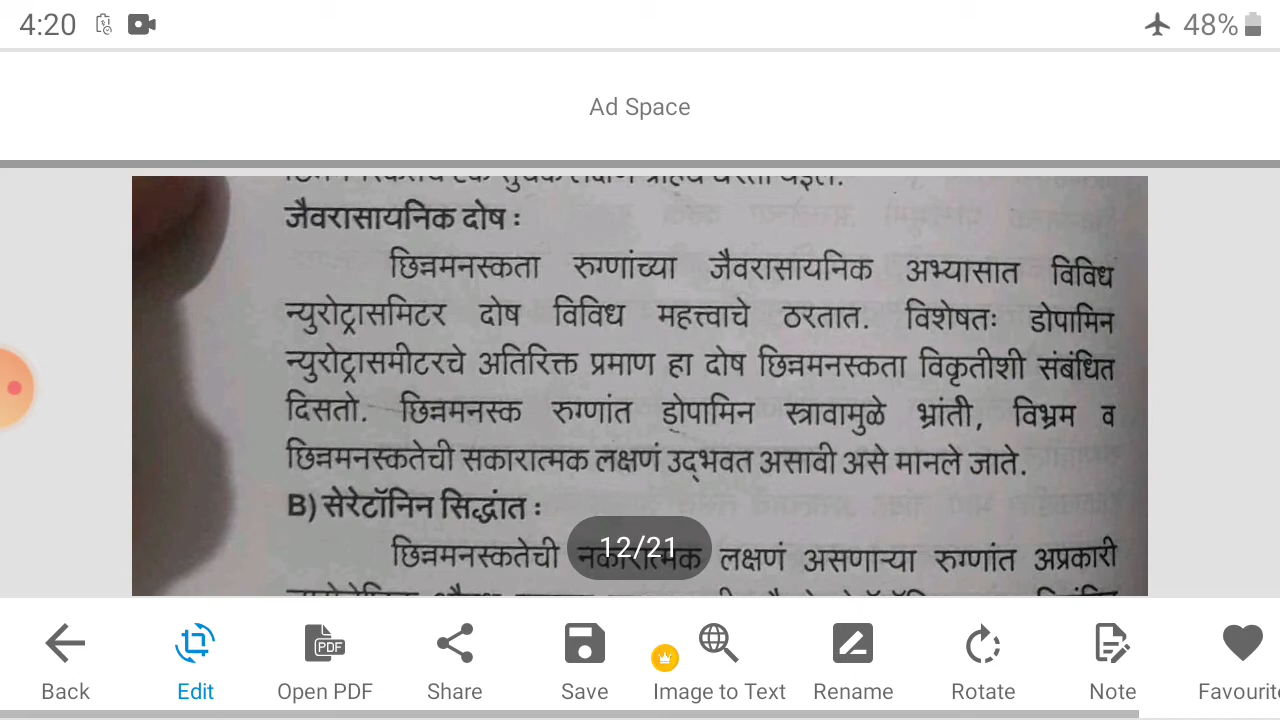 4:20
48%
Ad Space
जैवरासायनिक दोष :
छिन्नमनस्कता रुग्णांच्या जैवरासायनिक अभ्यासात विविध
न्युरोट्रासमिटर दोष विविध महत्त्वाचे ठरतात. विशेषतः डोपामिन
न्युरोट्रासमीटरचे अतिरिक्त प्रमाण हा दोष छिन्नमनस्कता विकृतीशी संबंधित
दिसतो. छिन्नमनस्क रुग्णांत डोपामिन स्त्रावामुळे भ्रांती, विभ्रम व
छिन्नमनस्कतेची सकारात्मक लक्षणं उद्भवत असावी असे मानले जाते.
B) सेरेटॉनिन सिद्धांत :
छिन्नमनस्कतेची नकारात्मक लक्षणं असणाऱ्या रुग्णांत अप्रकारी
12/21
Back
Edit
Open PDF
Share
Save
Image to Text
Rename
Rotate
Note
Favourite